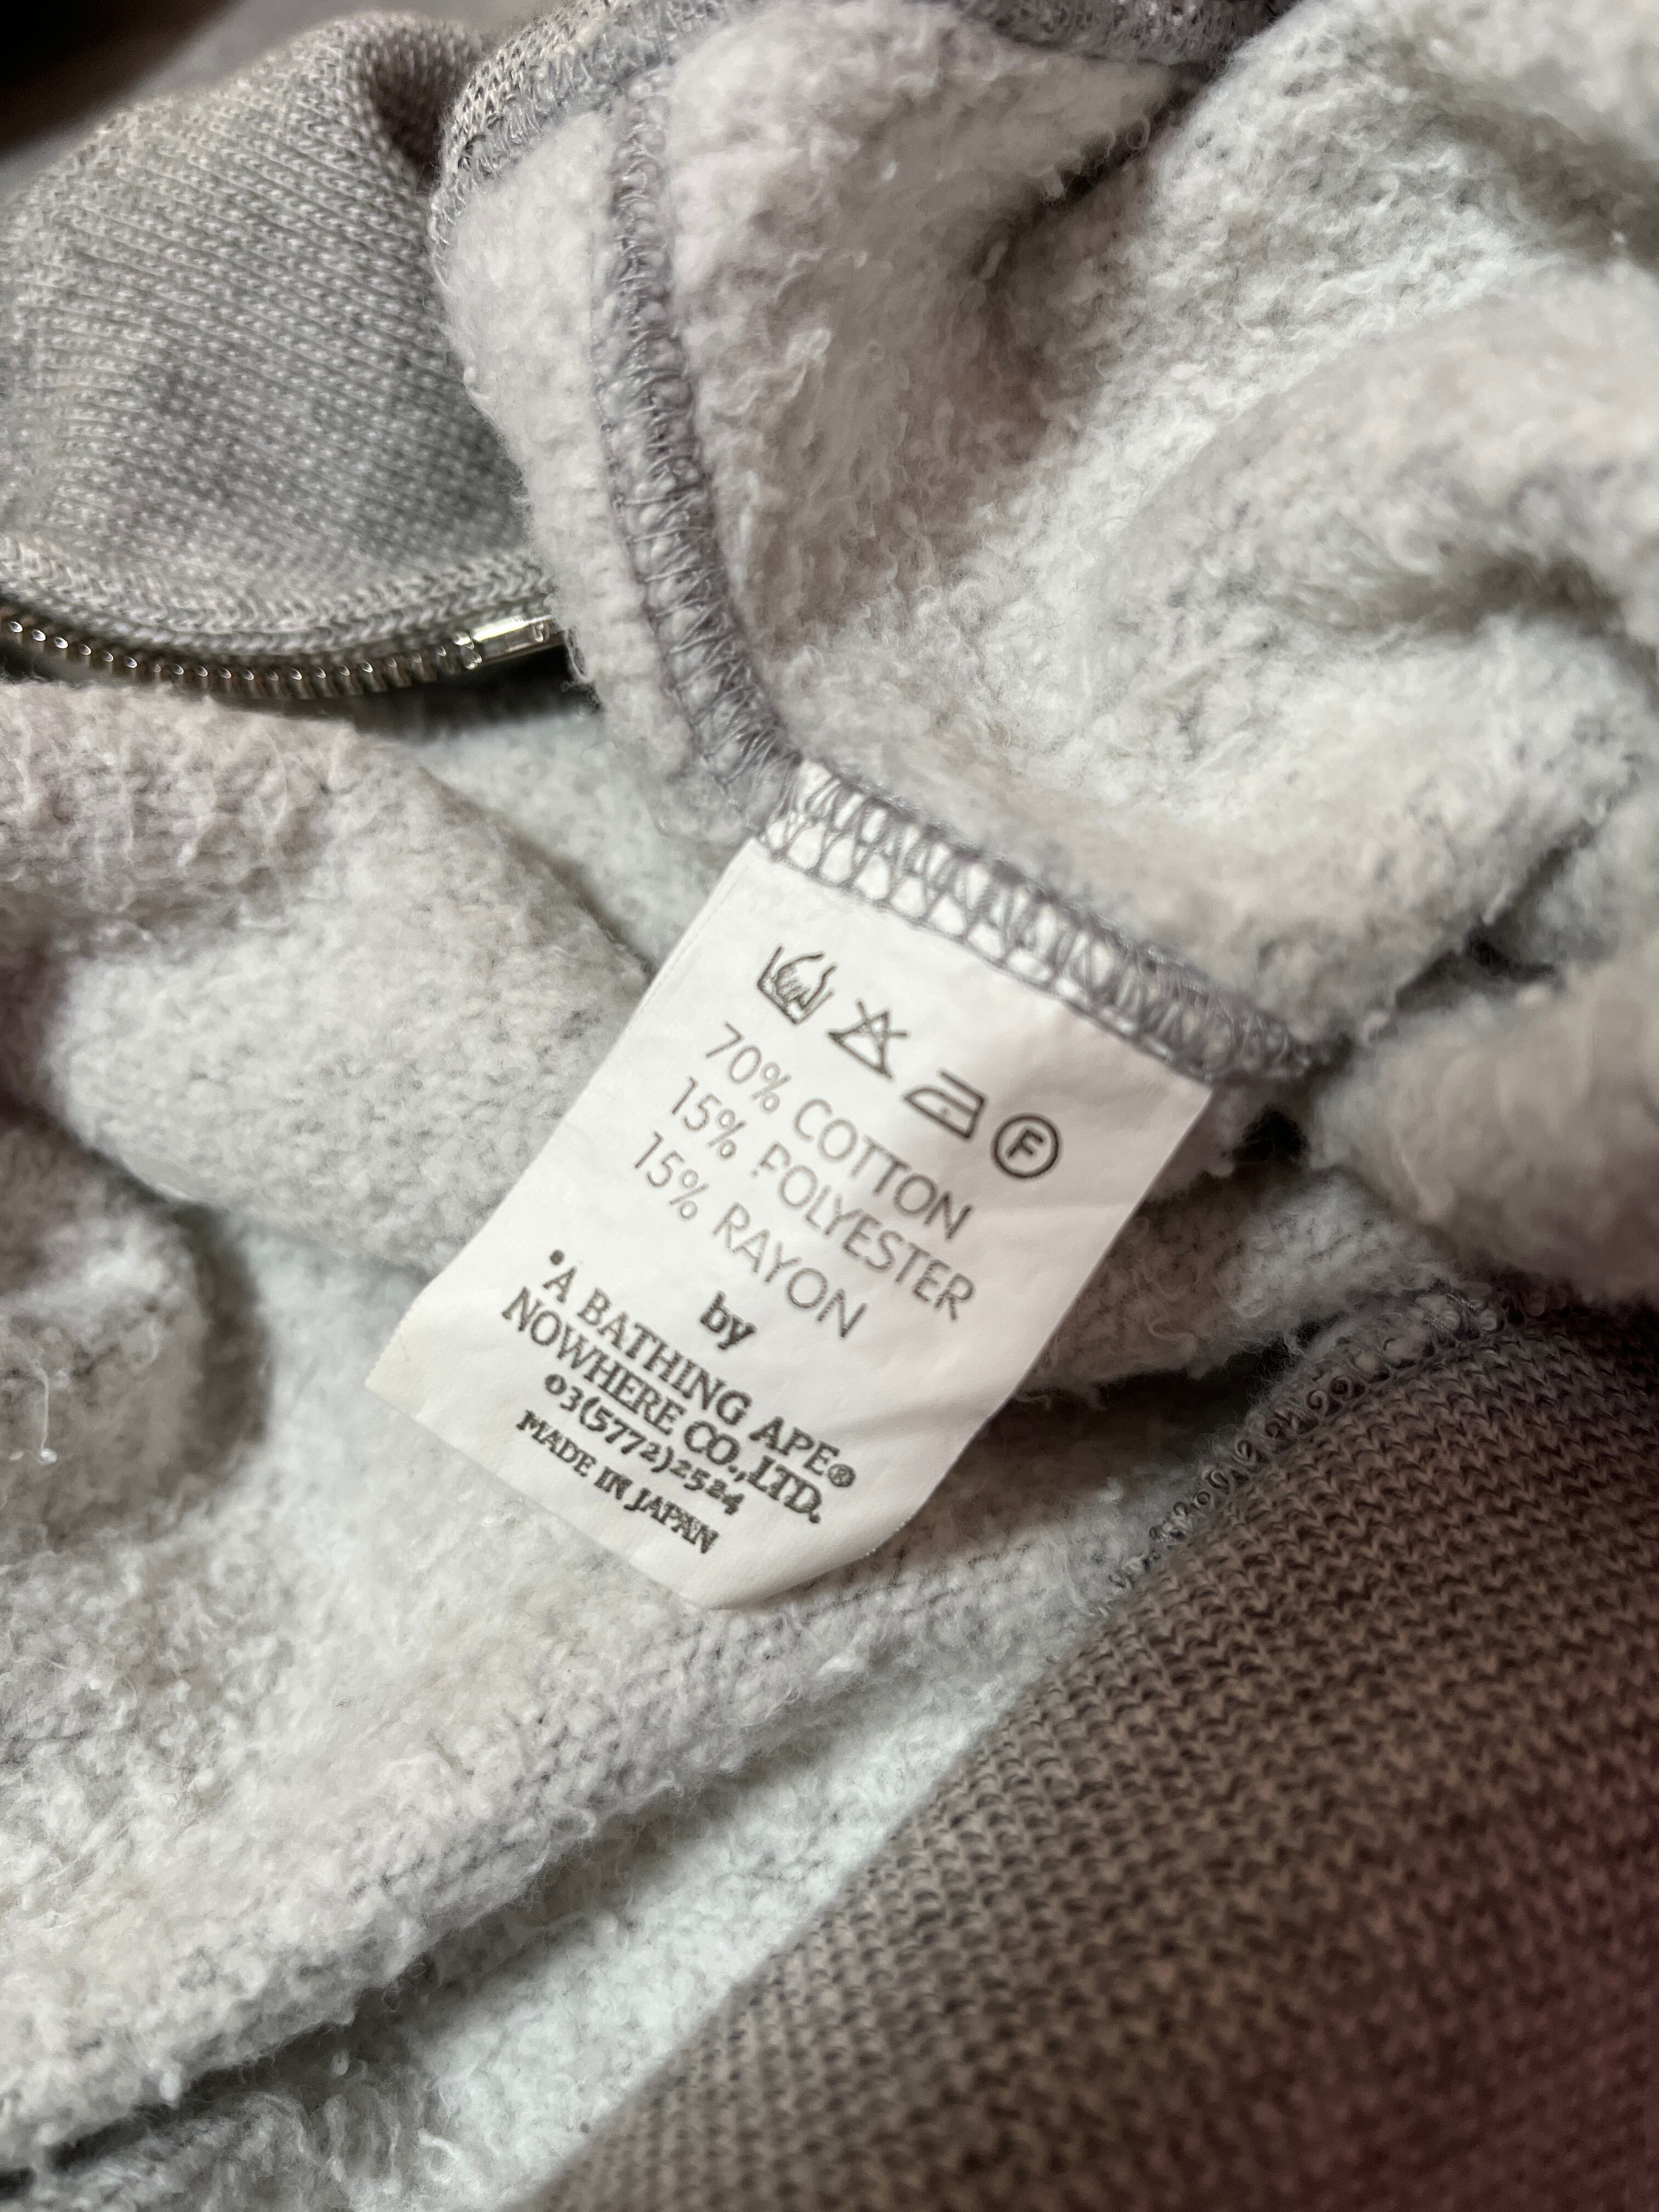 F
70% COTTON
15% POLYESTER
15% RAYON
by
•A BATHING APE®
NOWHERE CO.,LTD.
03(5772)2524
MADE IN JAPAN